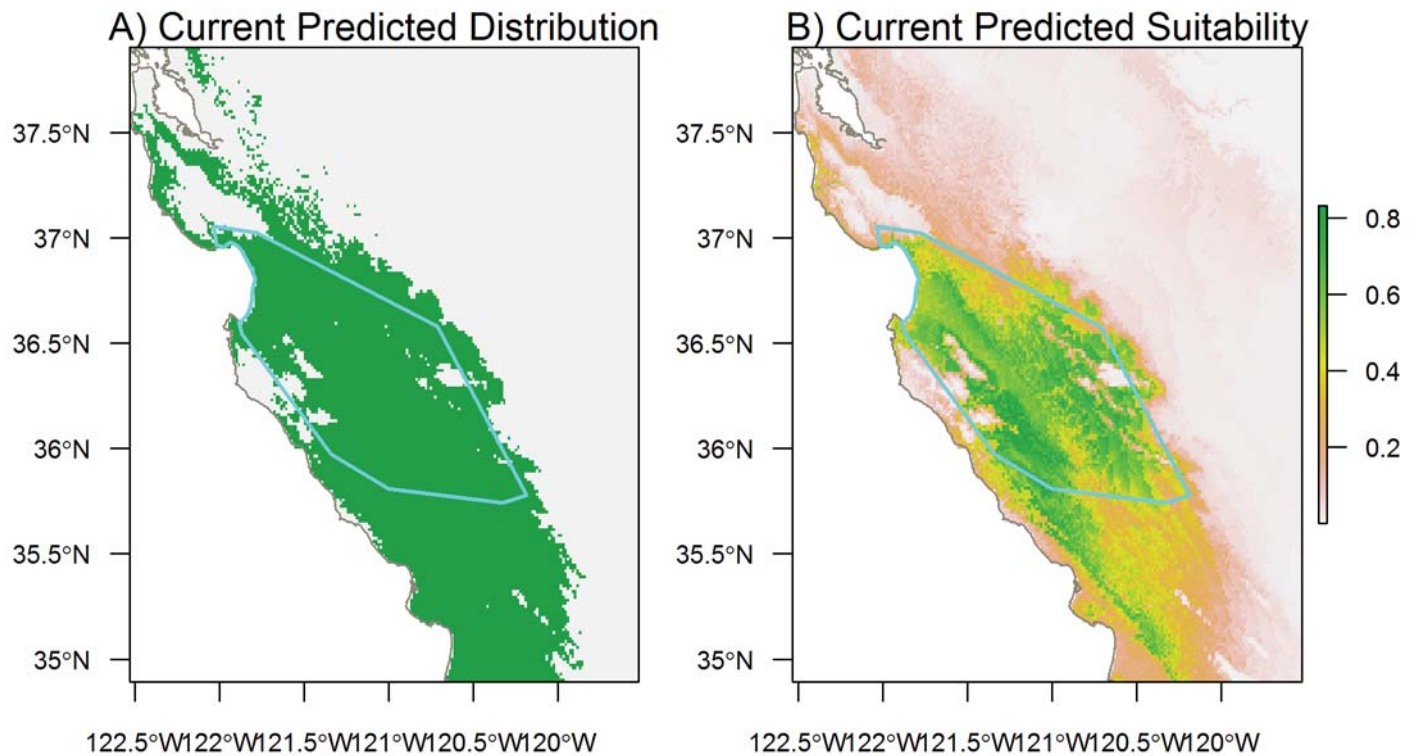 A) Current Predicted Distribution
B) Current Predicted Suitability
37.5°N
37°N
36.5°N
36°N
35.5°N
35°N
122.5°W122°W121.5°W121°W120.5°W120°W
37.5°N
37°N
36.5°N
36°N
35.5°N
35°N
122.5°W122°W121.5°W121°W120.5°W120°W
0.8
0.6
0.4
0.2